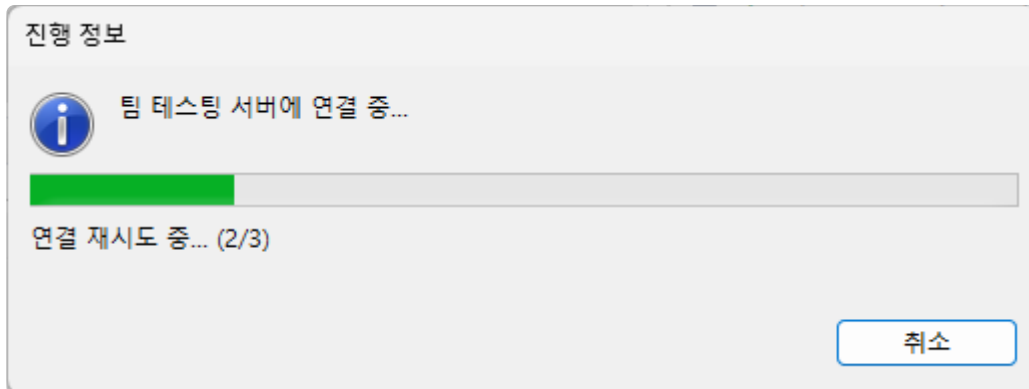 진행 정보
팀 테스팅 서버에 연결 중...
연결 재시도 중... (2/3)
취소